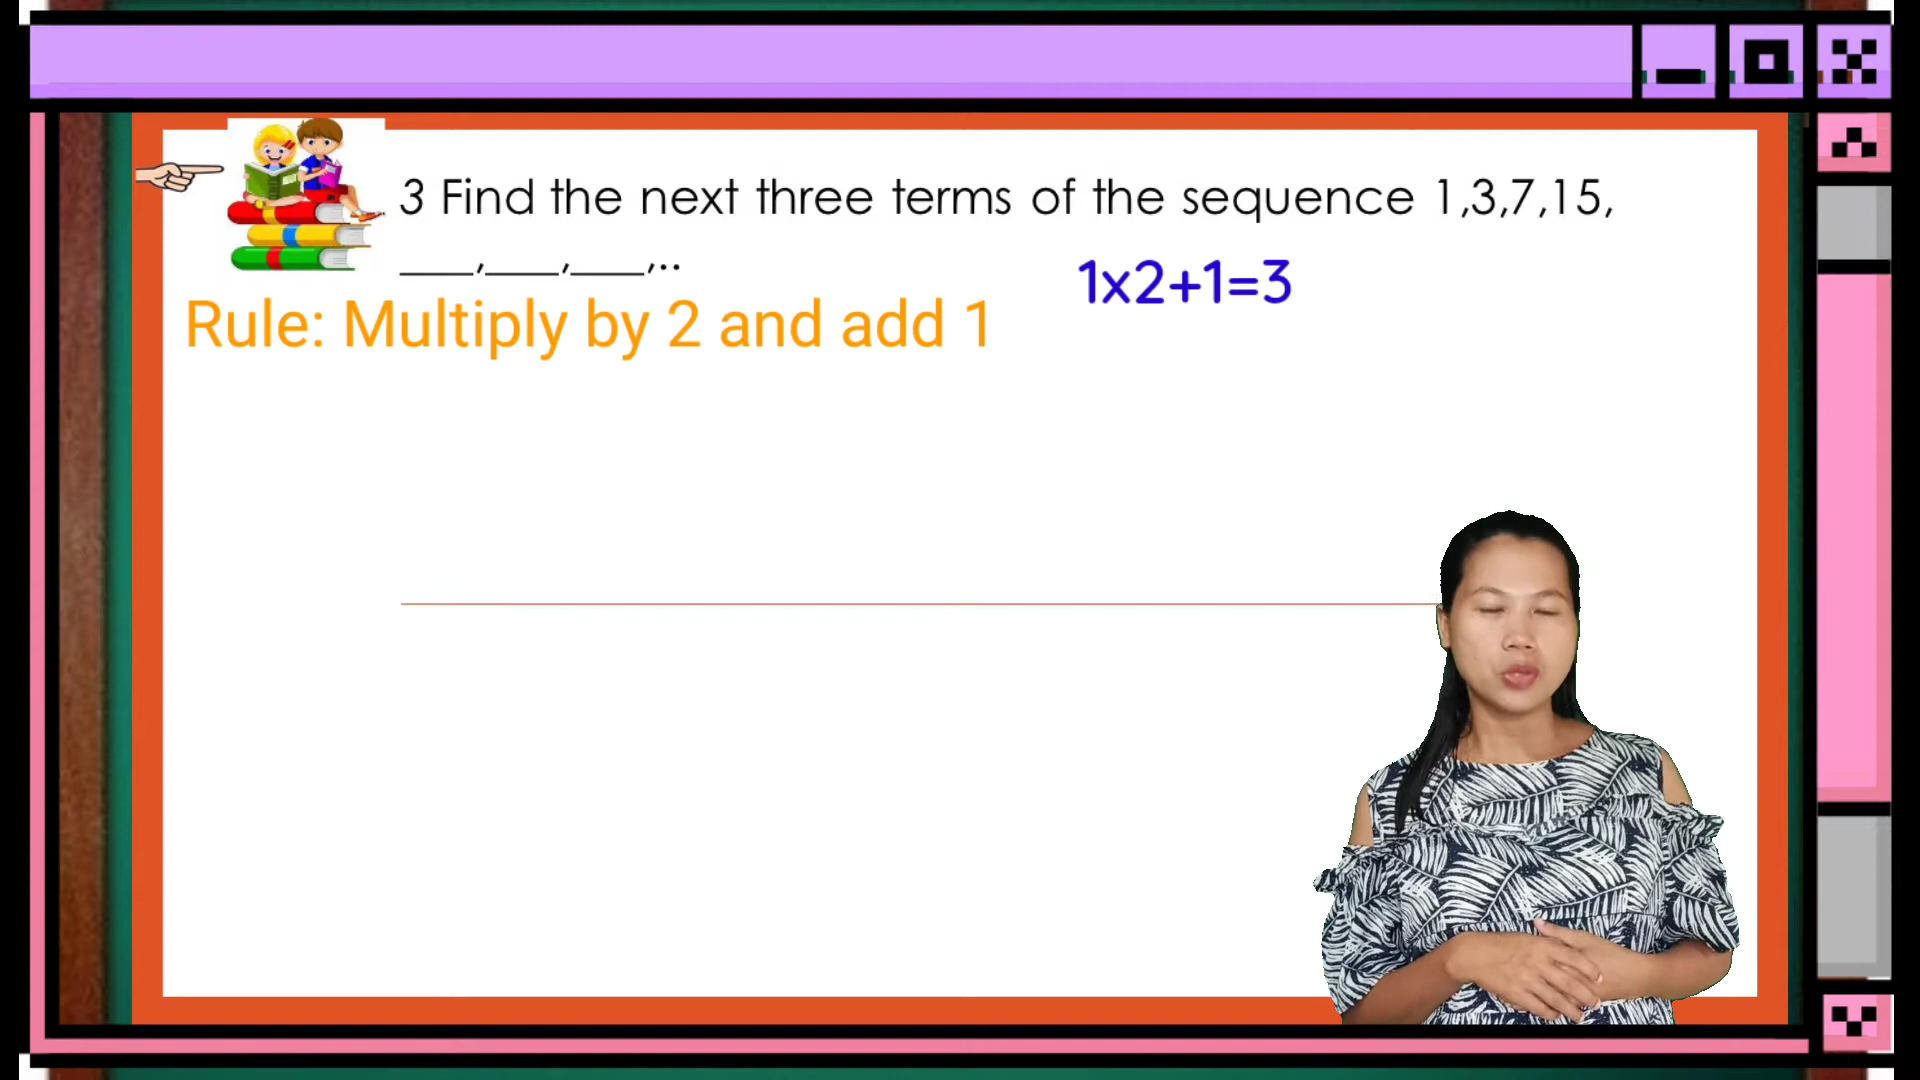 3 Find the next three terms of the sequence 1,3,7,15,
___,___,___,..
1x2+1=3
Rule: Multiply by 2 and add 1